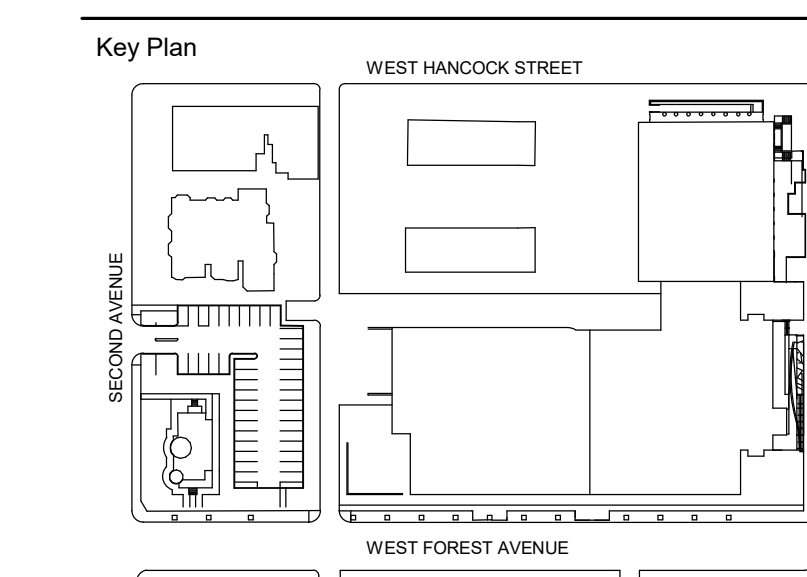 Key Plan
WEST HANCOCK STREET
SECOND AVENUE
WEST FOREST AVENUE